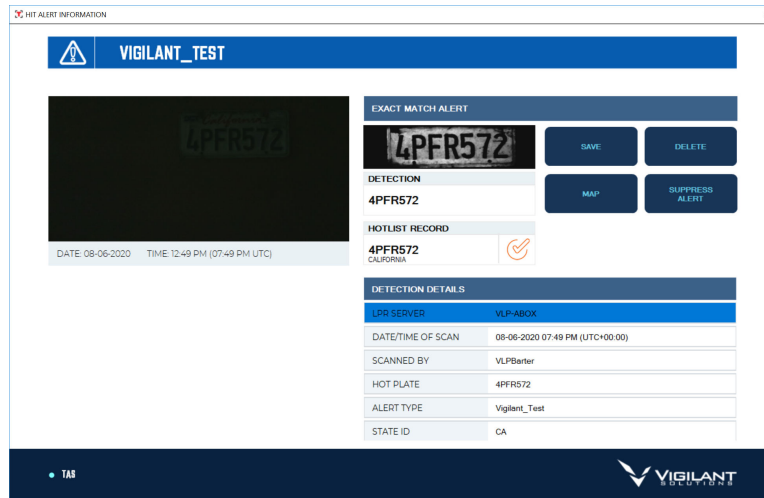 HIT ALERT INFORMATION
VIGILANT_TEST
California
4PFR572
DATE: 08-06-2020 TIME: 12:49 PM (07:49 PM UTC)
EXACT MATCH ALERT
4PFR572
DETECTION
4PFR572
HOTLIST RECORD
4PFR572
CALIFORNIA
SAVE
DELETE
MAP
SUPPRESS
ALERT
DETECTION DETAILS
LPR SERVER VLP-ABOX
DATE/TIME OF SCAN 08-06-2020 07:49 PM (UTC+00:00)
SCANNED BY VLPBarter
HOT PLATE 4PFR572
ALERT TYPE Vigilant_Test
STATE ID CA
TAS
VIGILANT
SOLUTIONS